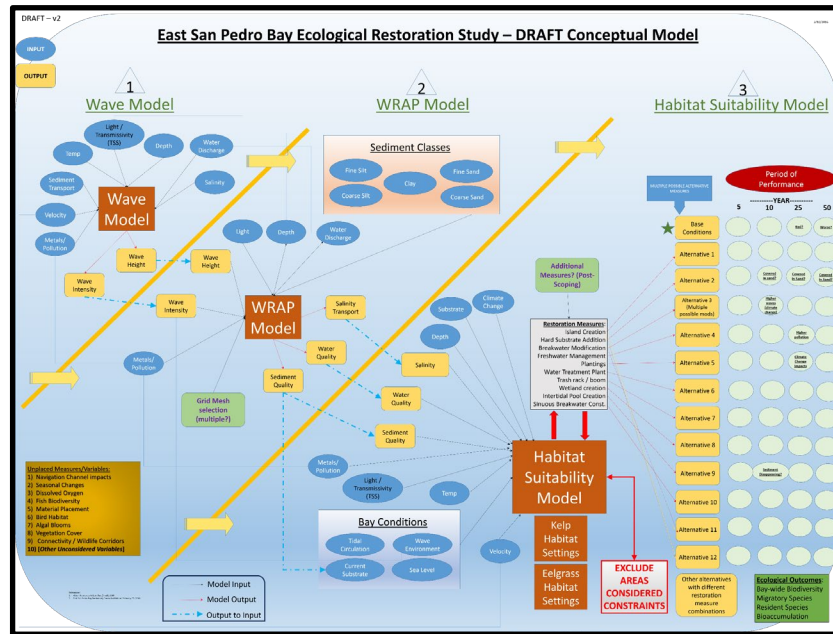 DRAFT – v2
East San Pedro Bay Ecological Restoration Study – DRAFT Conceptual Model
INPUT
OUTPUT
1
Wave Model
2
WRAP Model
3
Habitat Suitability Model
Light /
Transmissivity
(TSS)
Temp
Depth
Water
Discharge
Sediment
Transport
Salinity
Velocity
Metals/
Pollution
Wave
Model
Wave
Height
Wave
Height
Wave
Intensity
Wave
Intensity
Metals/
Pollution
Sediment Classes
Fine Silt
Clay
Fine Sand
Coarse Silt
Coarse Sand
Light
Depth
Water
Discharge
WRAP
Model
Salinity
Transport
Water
Quality
Sediment
Quality
Grid Mesh
selection
(multiple?)
Substrate
Climate
Change
Depth
Salinity
Water
Quality
Sediment
Quality
Metals/
Pollution
Light /
Transmissivity
(TSS)
Temp
Velocity
Bay Conditions
Tidal
Circulation
Wave
Environment
Current
Substrate
Sea Level
Additional
Measures? (Post-
Scoping)
Restoration Measures:
Island Creation
Hard Substrate Addition
Breakwater Modification
Freshwater Management
Plantings
Water Treatment Plant
Trash rack / boom
Wetland creation
Intertidal Pool Creation
Sinuous Breakwater Const.
Habitat
Suitability
Model
Kelp
Habitat
Settings
Eelgrass
Habitat
Settings
EXCLUDE
AREAS
CONSIDERED
CONSTRAINTS
MULTIPLE POSSIBLE ALTERNATIVE
MEASURES
Period of
Performance
----------YEAR----------
5 10 25 50
Base
Conditions
Alternative 1
Alternative 2
Alternative 3
(Multiple
possible mods)
Alternative 4
Alternative 5
Alternative 6
Alternative 7
Alternative 8
Alternative 9
Alternative 10
Alternative 11
Alternative 12
Higher
Climate
Change
Impacts
Sediment
Other alternatives
with different
restoration
measure
combinations
Ecological Outcomes:
Bay-wide Biodiversity
Migratory Species
Resident Species
Bioaccumulation
Unplaced Measures/Variables:
1) Navigation Channel impacts
2) Seasonal Changes
3) Dissolved Oxygen
4) Fish Biodiversity
5) Material Placement
6) Bird Habitat
7) Algal Blooms
8) Vegetation Cover
9) Connectivity / Wildlife Corridors
10) [Other Unconsidered Variables]
Model Input
Model Output
Output to Input